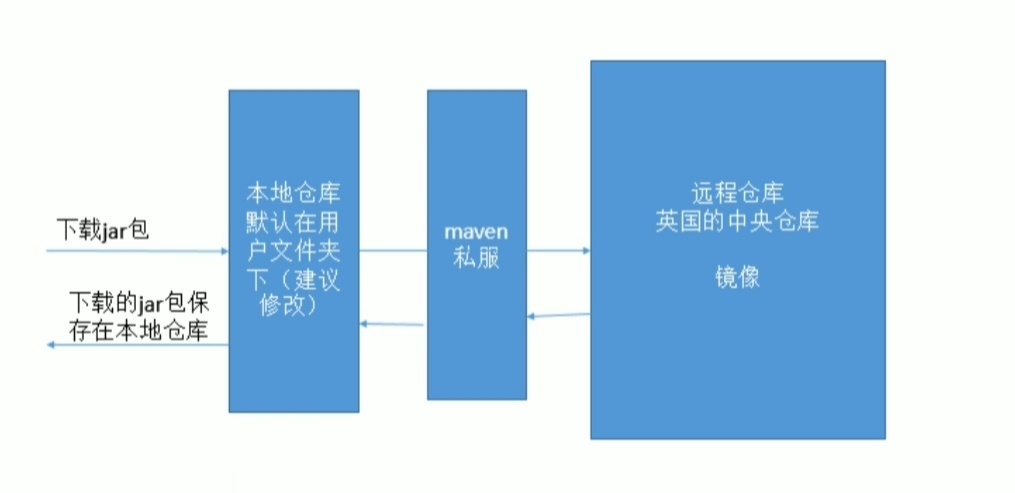 下载jar包
下载的jar包保
存在本地仓库
本地仓库
默认在用
户文件夹
下（建议
修改）
maven
私服
远程仓库
英国的中央仓库
镜像